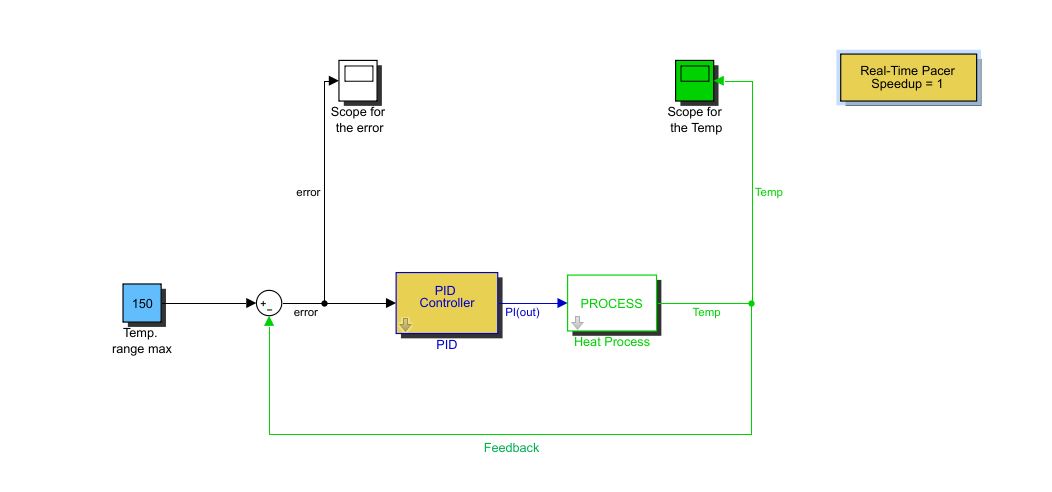 Real-Time Pacer
Speedup = 1
Scope for
the error
Scope for
the Temp
error
Temp
150
+
−
error
PID
Controller
PI(out)
PROCESS
Temp
Temp.
range max
PID
Heat Process
Feedback